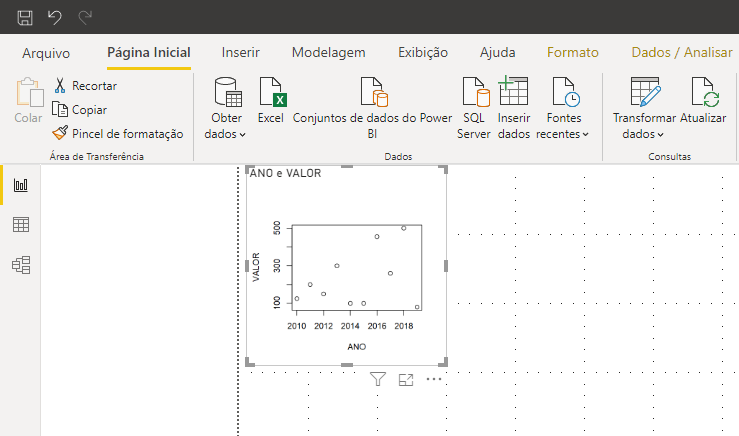 Arquivo Página Inicial Inserir Modelagem Exibição Ajuda Formato Dados / Analisar
Colar
Recortar
Copiar
Pincel de formatação
Área de Transferência
Obter
dados
Excel
Conjuntos de dados do Power
BI
SQL
Server
Inserir
dados
Fontes
recentes
Dados
Transformar
dados
Atualizar
Consultas
ANO e VALOR
VALOR
500
300
100
2010 2012 2014 2016 2018
ANO